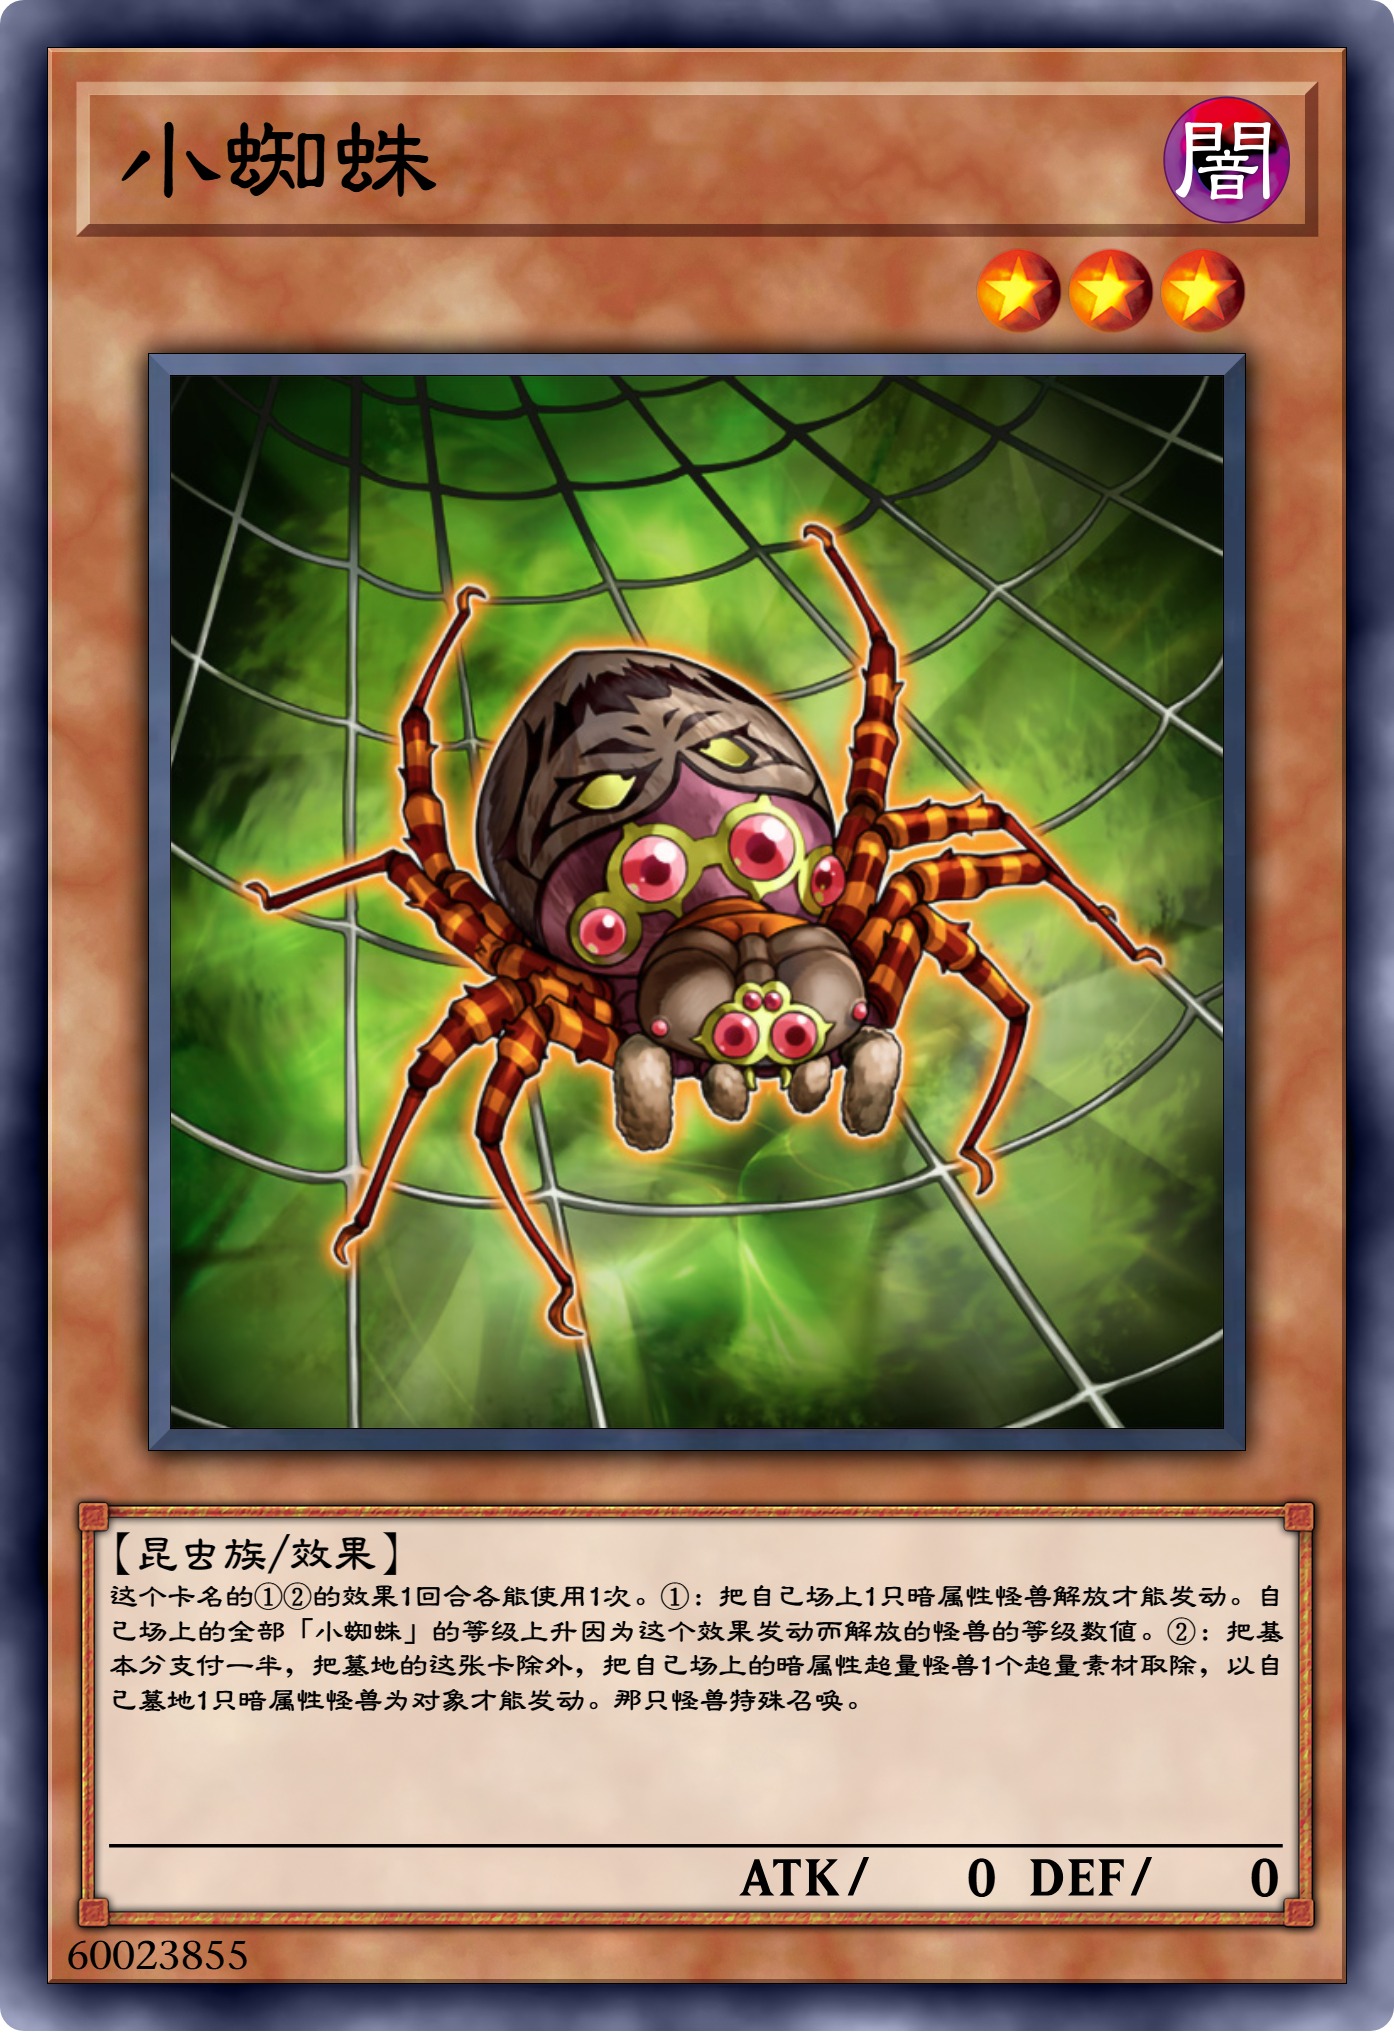 小蜘蛛
闇
【昆虫族/效果】
这个卡名的①②的效果1回合各能使用1次。①：把自己场上1只暗属性怪兽解放才能发动。自
己场上的全部「小蜘蛛」的等级上升因为这个效果发动而解放的怪兽的等级数值。②：把基
本分支付一半，把墓地的这张卡除外，把自己场上的暗属性超量怪兽1个超量素材取除，以自
己墓地1只暗属性怪兽为对象才能发动。那只怪兽特殊召唤。
ATK/ 0 DEF/ 0
60023855